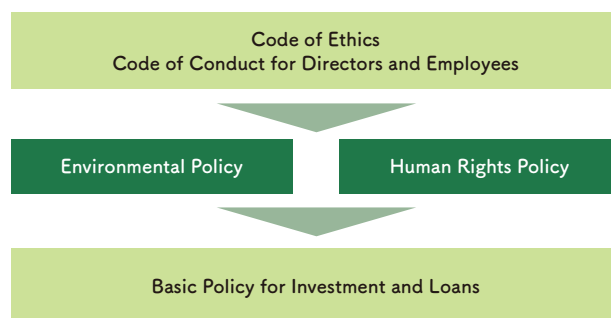 Code of Ethics
Code of Conduct for Directors and Employees
Environmental Policy
Human Rights Policy
Basic Policy for Investment and Loans